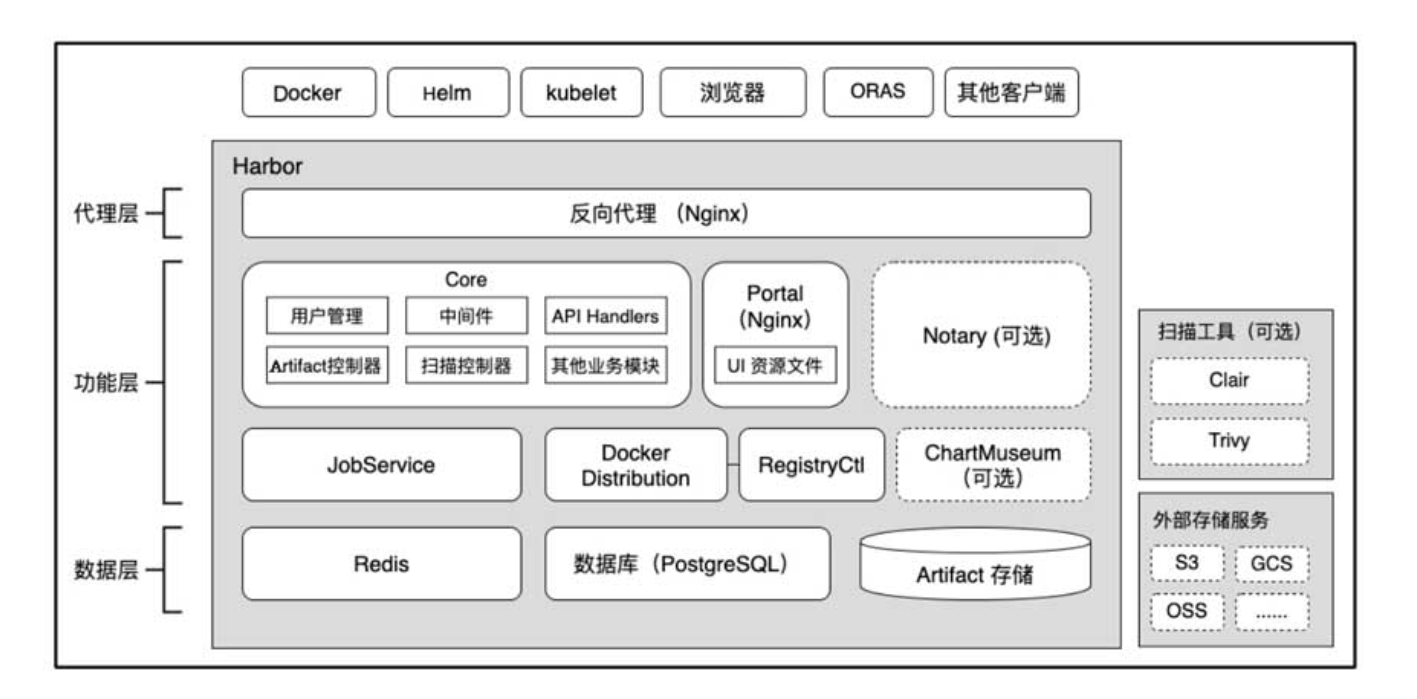 Docker
Helm
kubelet
浏览器
ORAS
其他客户端
Harbor
代理层
反向代理 （Nginx）
功能层
Core
用户管理
中间件
API Handlers
Artifact控制器
扫描控制器
其他业务模块
Portal
（Nginx）
UI 资源文件
Notary (可选)
JobService
Docker
Distribution
RegistryCtl
ChartMuseum
（可选）
数据层
Redis
数据库（PostgreSQL）
Artifact 存储
扫描工具（可选）
Clair
Trivy
外部存储服务
S3
GCS
OSS
......